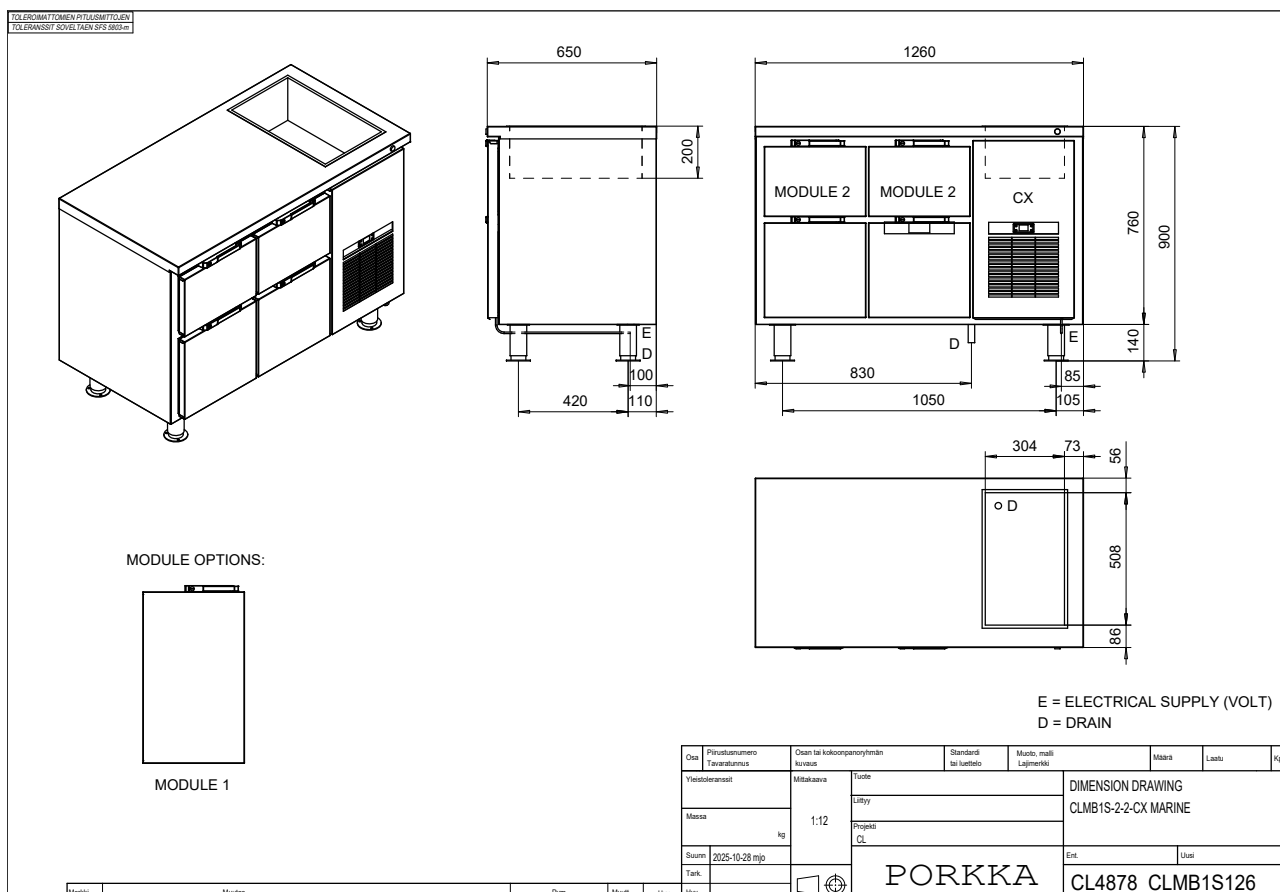 TOLEROIMATTOMIEN PITUUSMITTOJEN
TOLERANSSIT SOVELTAEN SFS 5803-m
650
1260
200
MODULE 2
MODULE 2
CX
760
900
E
D
D
E
140
100
830
85
420
110
1050
105
304
73
56
D
508
86
MODULE OPTIONS:
MODULE 1
E = ELECTRICAL SUPPLY (VOLT)
D = DRAIN
Osa
Piirustusnumero
Tavaratunnus
Osan tai kokoonpanoryhmän
kuvaus
Standardi
tai luettelo
Muoto, malli
Lajimerkki
Määrä
Laatu
Yleistoleranssit
Mittakaava
1:12
Tuote
Liittyy
Projekti
CL
DIMENSION DRAWING
CLMB1S-2-2-CX MARINE
Massa
kg
Suunn
2025-10-28 mjo
Tark.
PORKKA
Ent.
Uusi
CL4878_CLMB1S126